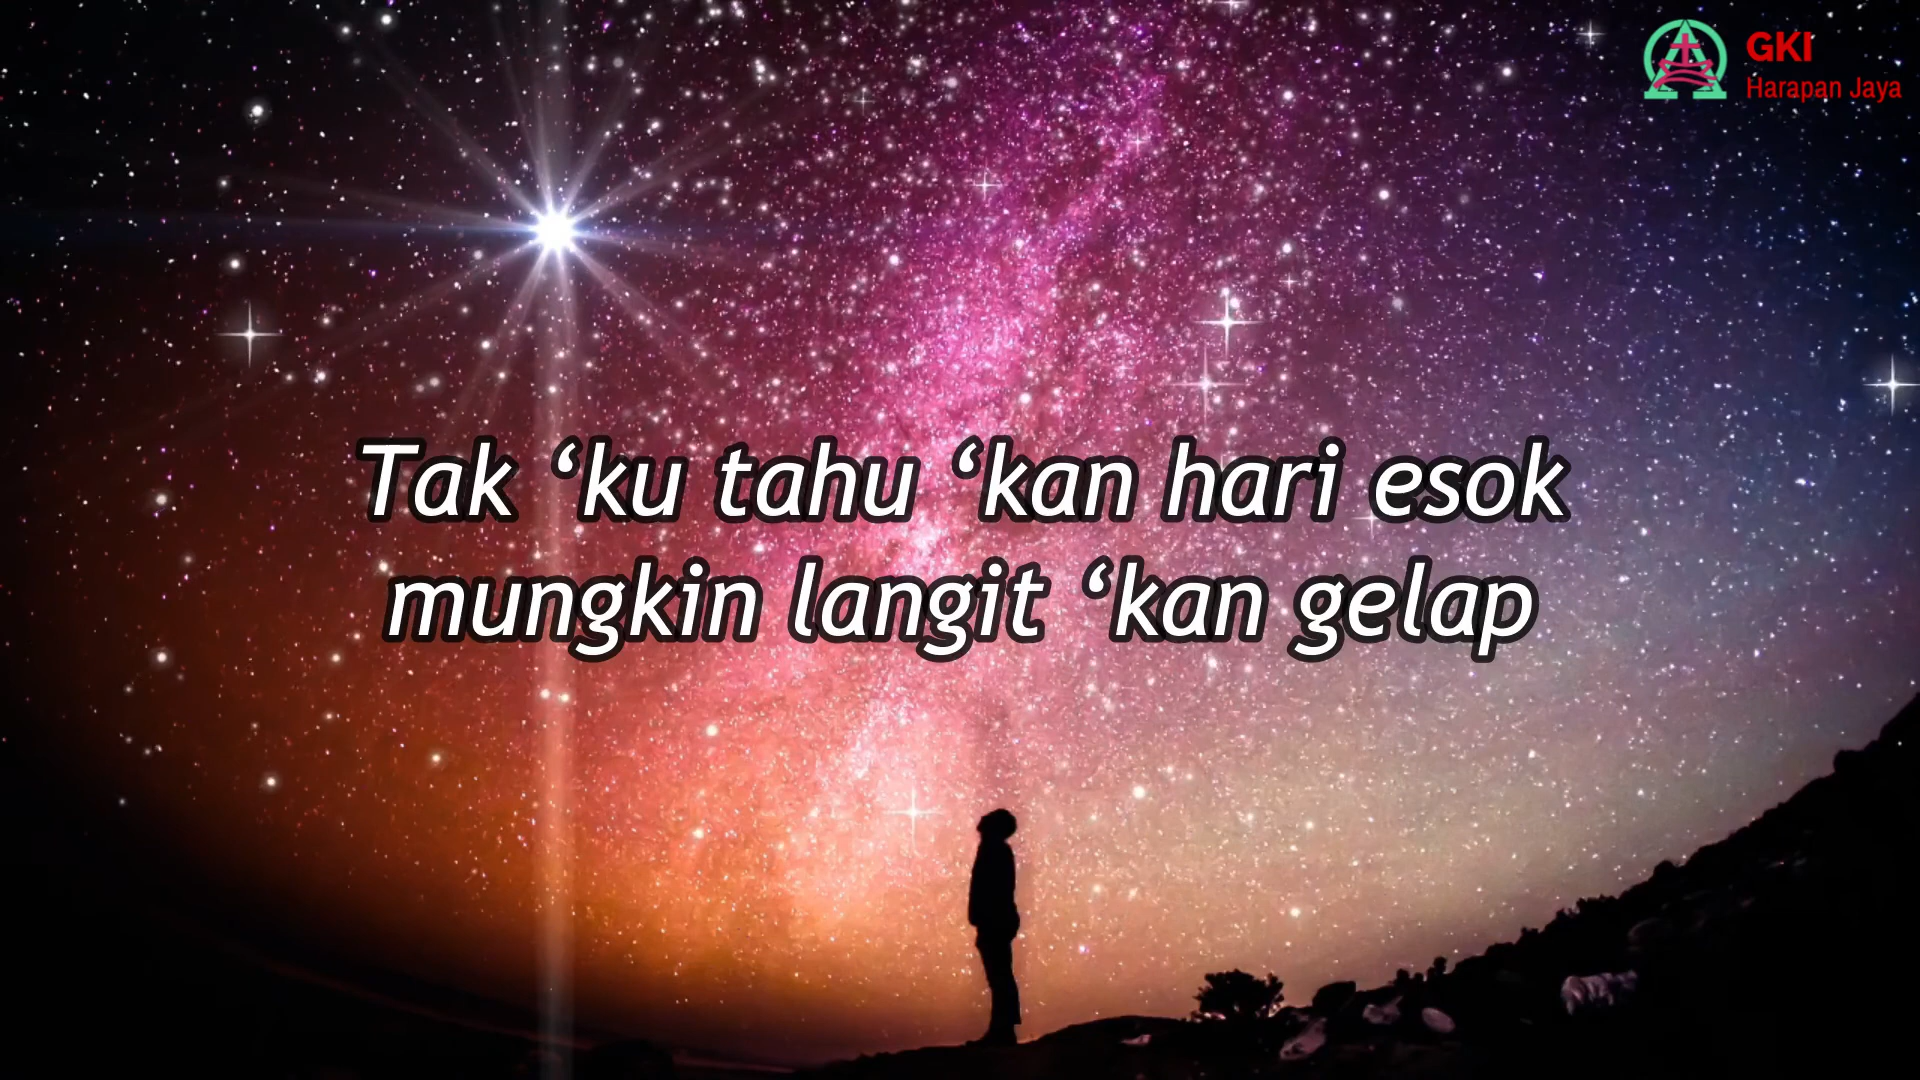 GKI
Harapan Jaya
Tak ‘ku tahu ‘kan hari esok
mungkin langit ‘kan gelap